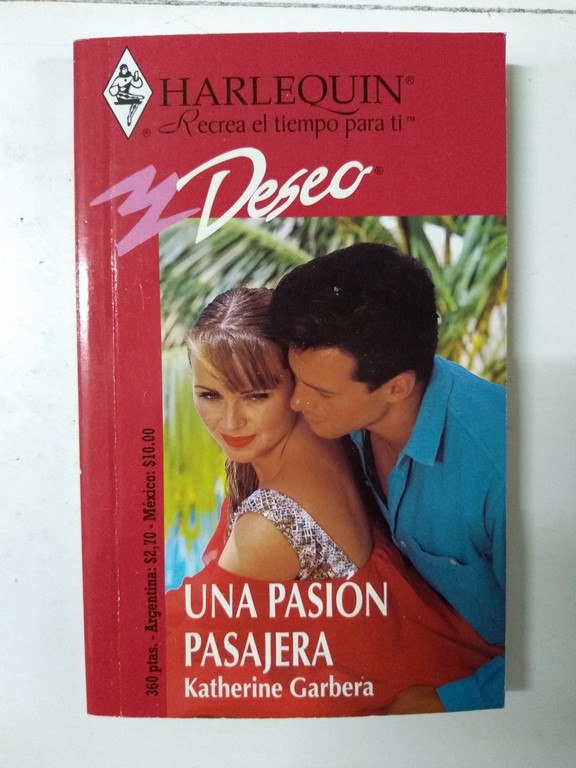 HARLEQUIN®
®
Recrea el tiempo para ti™
Deseo®
360 ptas. - Argentina: $2,70 - México: $10.00
UNA PASIÓN
PASAJERA
Katherine Garbera